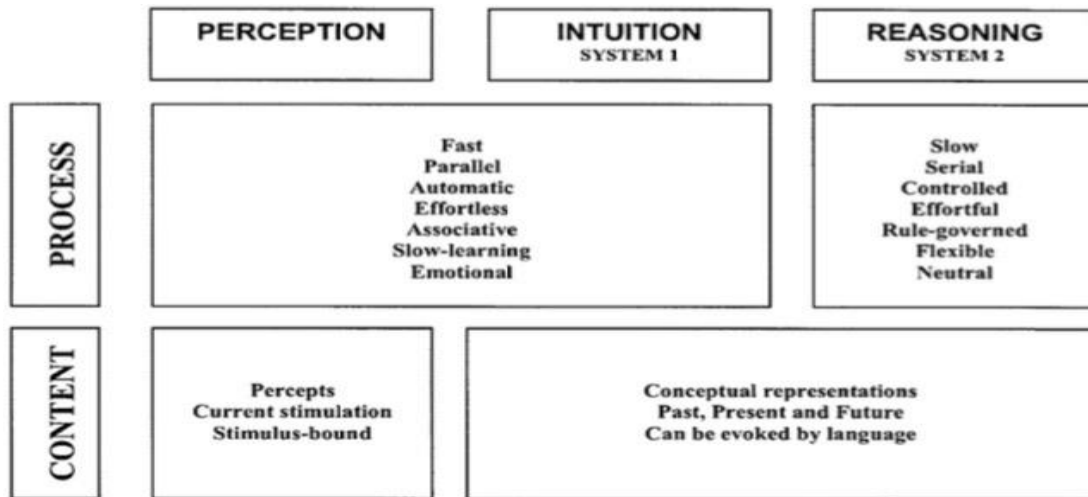 PERCEPTION
INTUITION
SYSTEM 1
REASONING
SYSTEM 2
PROCESS
Fast
Parallel
Automatic
Effortless
Associative
Slow-learning
Emotional
Slow
Serial
Controlled
Effortful
Rule-governed
Flexible
Neutral
CONTENT
Percepts
Current stimulation
Stimulus-bound
Conceptual representations
Past, Present and Future
Can be evoked by language